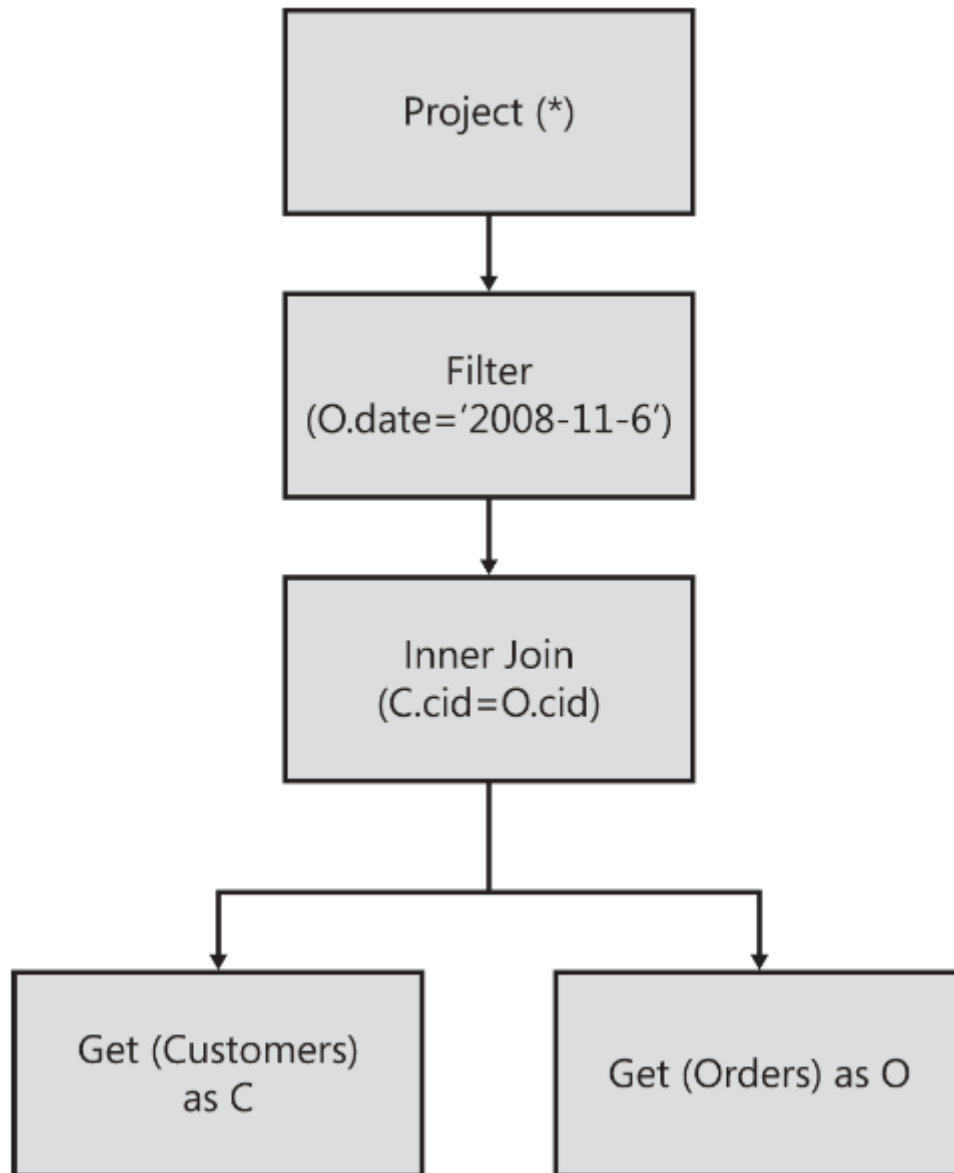 Project (*)
Filter
(O.date=‘2008-11-6’)
Inner Join
(C.cid=O.cid)
Get (Customers)
as C
Get (Orders) as O